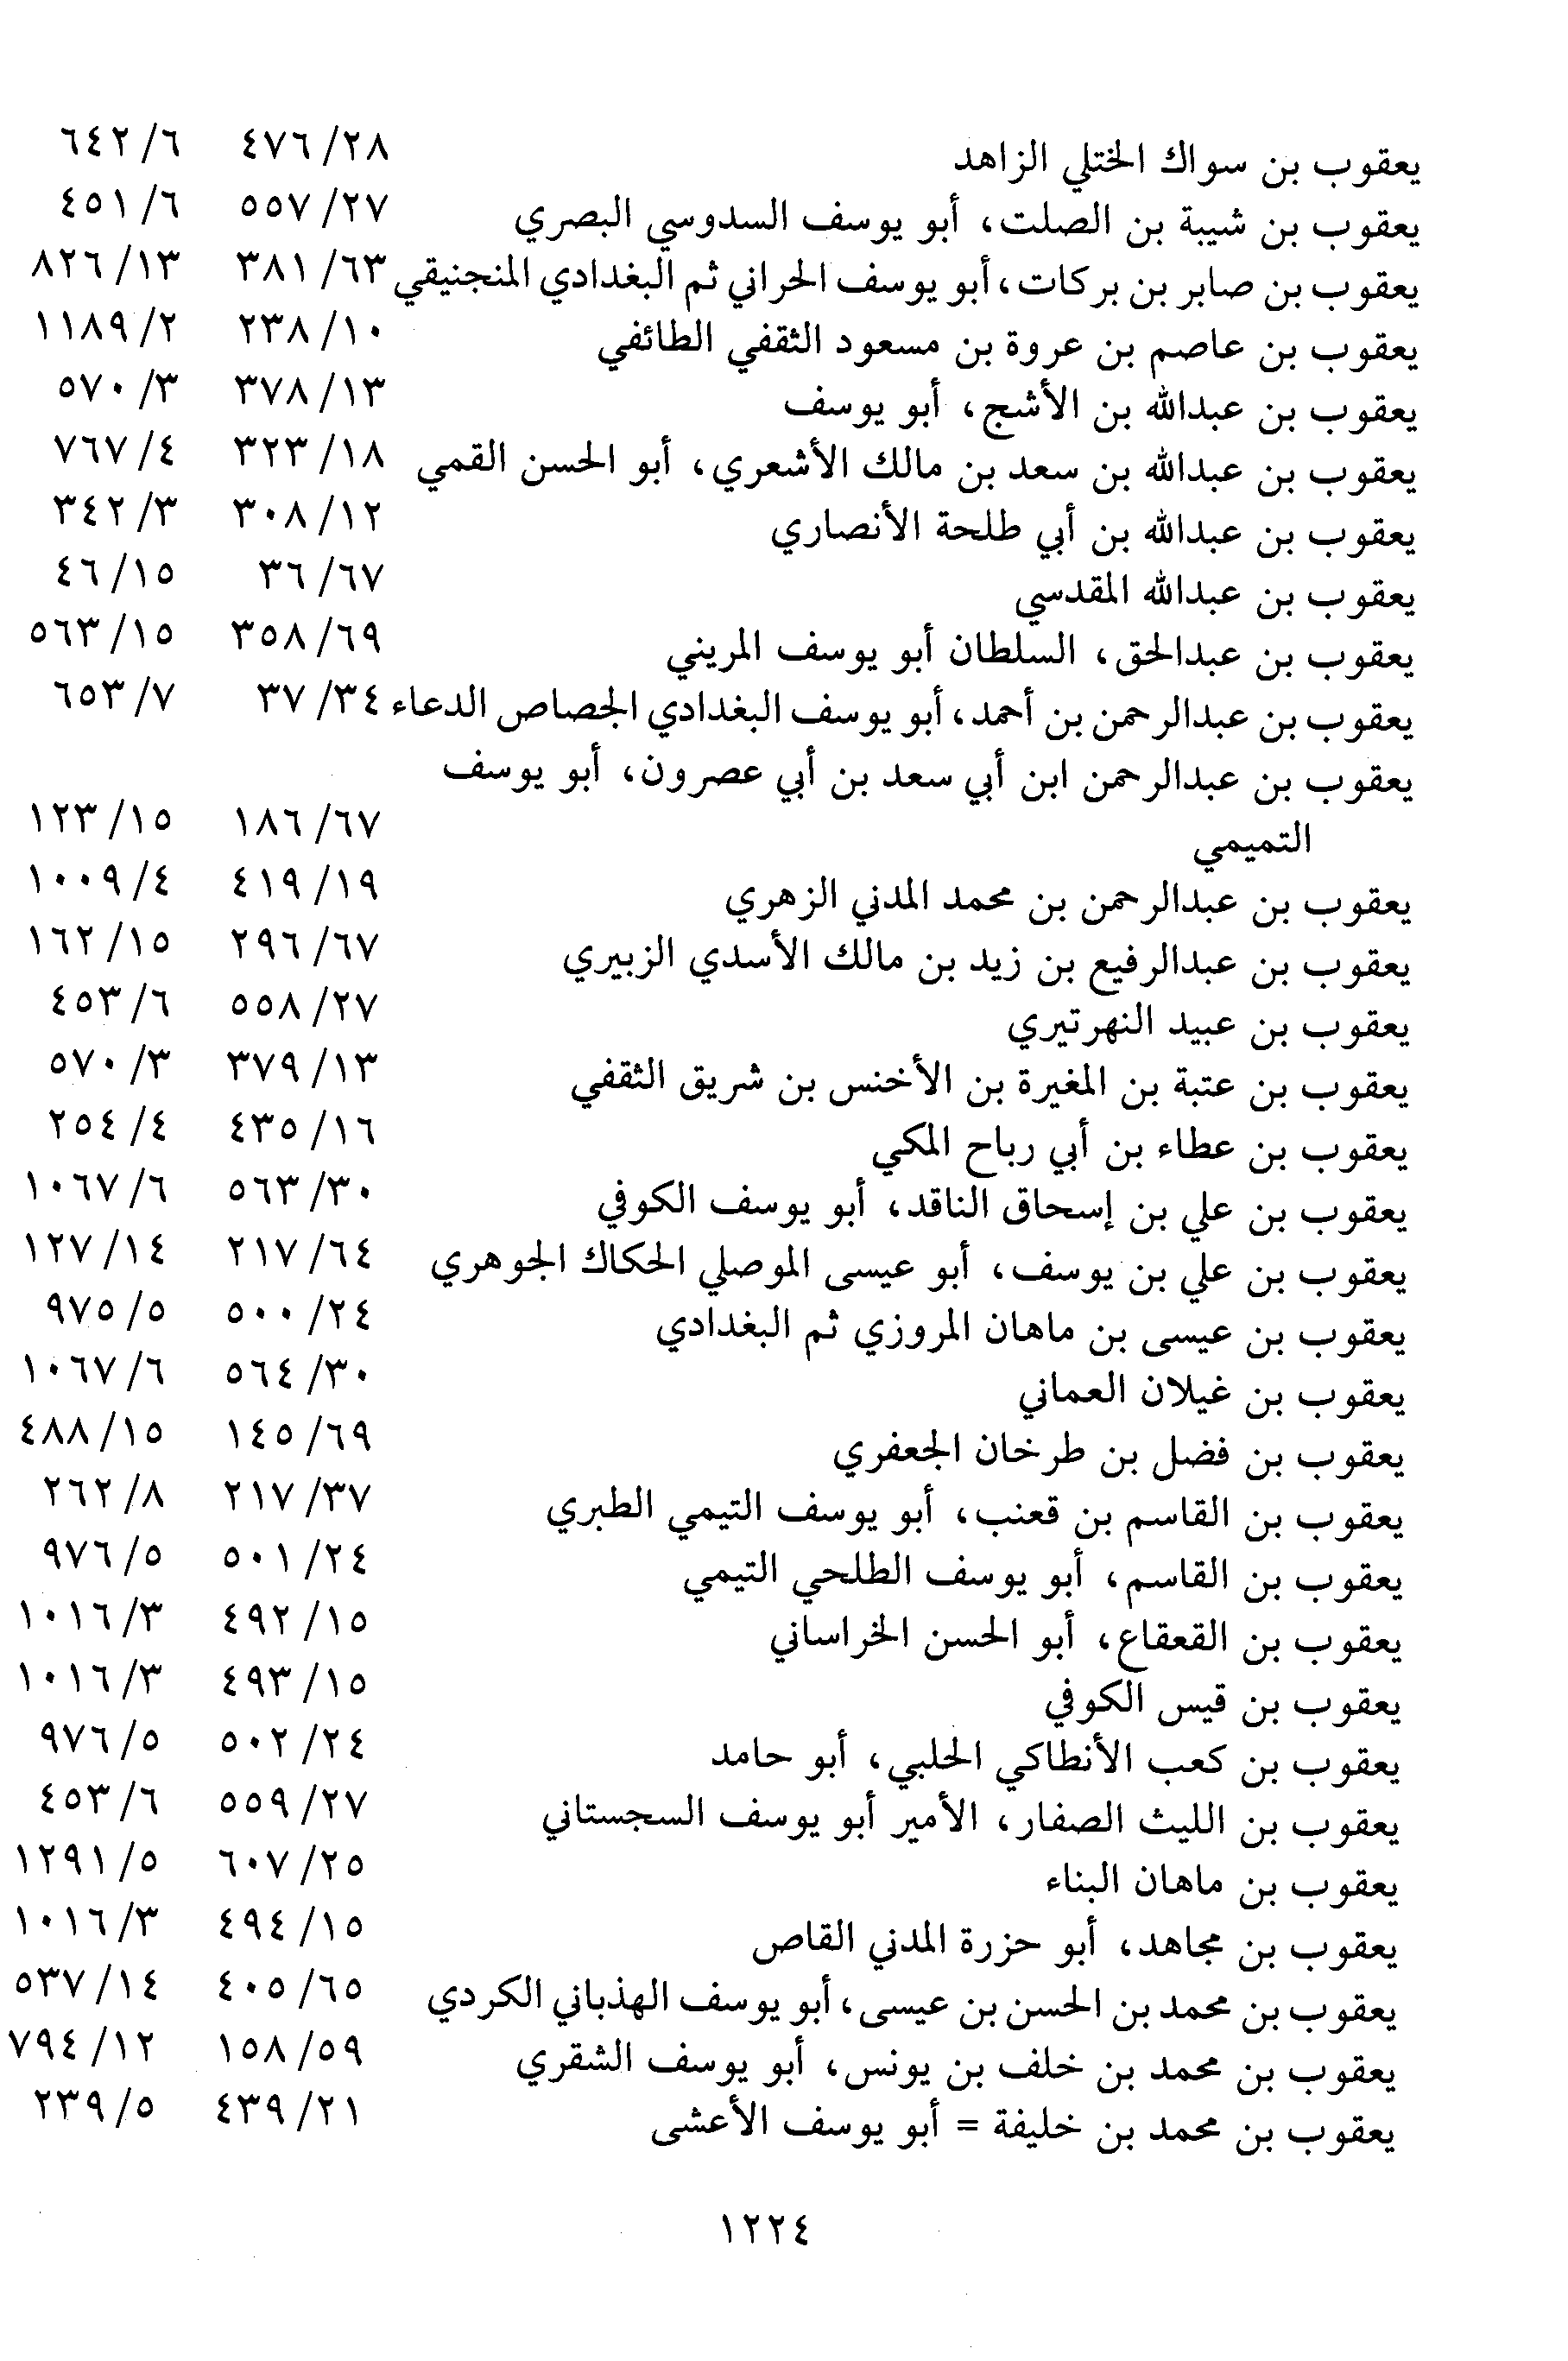 يعقوب بن سواك الختلي الزاهد ٢٨/ ٤٧٦ ٦/ ٦٤٢
يعقوب بن شيبة بن الصلت، أبو يوسف السدوسي البصري ٢٧/ ٥٥٧ ٦/ ٤٥١
يعقوب بن صابر بن بركات، أبو يوسف الحراني ثم البغدادي المنجنيقي ٦٣/ ٣٨١ ١٣/ ٨٢٦
يعقوب بن عاصم بن عروة بن مسعود الثقفي الطائفي ١٠/ ٢٣٨ ٢/ ١١٨٩
يعقوب بن عبدالله بن الأشج، أبو يوسف ١٣/ ٣٧٨ ٣/ ٥٧٠
يعقوب بن عبدالله بن سعد بن مالك الأشعري، أبو الحسن القمي ١٨/ ٣٢٣ ٤/ ٧٦٧
يعقوب بن عبدالله بن أبي طلحة الأنصاري ١٢/ ٣٠٨ ٣/ ٣٤٢
يعقوب بن عبدالله المقدسي ٦٧/ ٣٦ ١٥/ ٤٦
يعقوب بن عبدالحق، السلطان أبو يوسف المريني ٦٩/ ٣٥٨ ١٥/ ٥٦٣
يعقوب بن عبدالرحمن بن أحمد، أبو يوسف البغدادي الجصاص الدعاء ٣٤/ ٣٧ ٧/ ٦٥٣
يعقوب بن عبدالرحمن ابن أبي سعد بن أبي عصرون، أبو يوسف
التميمي ٦٧/ ١٨٦ ١٥/ ١٢٣
يعقوب بن عبدالرحمن بن محمد المدني الزهري ١٩/ ٤١٩ ٤/ ١٠٠٩
يعقوب بن عبدالرفيع بن زيد بن مالك الأسدي الزبيري ٦٧/ ٢٩٦ ١٥/ ١٦٢
يعقوب بن عبيد النهرتيري ٢٧/ ٥٥٨ ٦/ ٤٥٣
يعقوب بن عتبة بن المغيرة بن الأخنس بن شريق الثقفي ١٣/ ٣٧٩ ٣/ ٥٧٠
يعقوب بن عطاء بن أبي رباح المكي ١٦/ ٤٣٥ ٤/ ٢٥٤
يعقوب بن علي بن إسحاق الناقد، أبو يوسف الكوفي ٣٠/ ٥٦٣ ٦/ ١٠٦٧
يعقوب بن علي بن يوسف، أبو عيسى الموصلي الحكاك الجوهري ٦٤/ ٢١٧ ١٤/ ١٢٧
يعقوب بن عيسى بن ماهان المروزي ثم البغدادي ٢٤/ ٥٠٠ ٥/ ٩٧٥
يعقوب بن غيلان العماني ٣٠/ ٥٦٤ ٦/ ١٠٦٧
يعقوب بن فضل بن طرخان الجعفري ٦٩/ ١٤٥ ١٥/ ٤٨٨
يعقوب بن القاسم بن قعنب، أبو يوسف التيمي الطبري ٣٧/ ٢١٧ ٨/ ٢٦٢
يعقوب بن القاسم، أبو يوسف الطلحي التيمي ٢٤/ ٥٠١ ٥/ ٩٧٦
يعقوب بن القعقاع، أبو الحسن الخراساني ١٥/ ٤٩٢ ٣/ ١٠١٦
يعقوب بن قيس الكوفي ١٥/ ٤٩٣ ٣/ ١٠١٦
يعقوب بن كعب الأنطاكي الحلبي، أبو حامد ٢٤/ ٥٠٢ ٥/ ٩٧٦
يعقوب بن الليث الصفار، الأمير أبو يوسف السجستاني ٢٧/ ٥٥٩ ٦/ ٤٥٣
يعقوب بن ماهان البناء ٢٥/ ٦٠٧ ٥/ ١٢٩١
يعقوب بن مجاهد، أبو حزرة المدني القاص ١٥/ ٤٩٤ ٣/ ١٠١٦
يعقوب بن محمد بن الحسن بن عيسى، أبو يوسف الهذباني الكردي ٦٥/ ٤٠٥ ١٤/ ٥٣٧
يعقوب بن محمد بن خلف بن يونس، أبو يوسف الشقري ٥٩/ ١٥٨ ١٢/ ٧٩٤
يعقوب بن محمد بن خليفة = أبو يوسف الأعشى ٢١/ ٤٣٩ ٥/ ٢٣٩
١٢٢٤